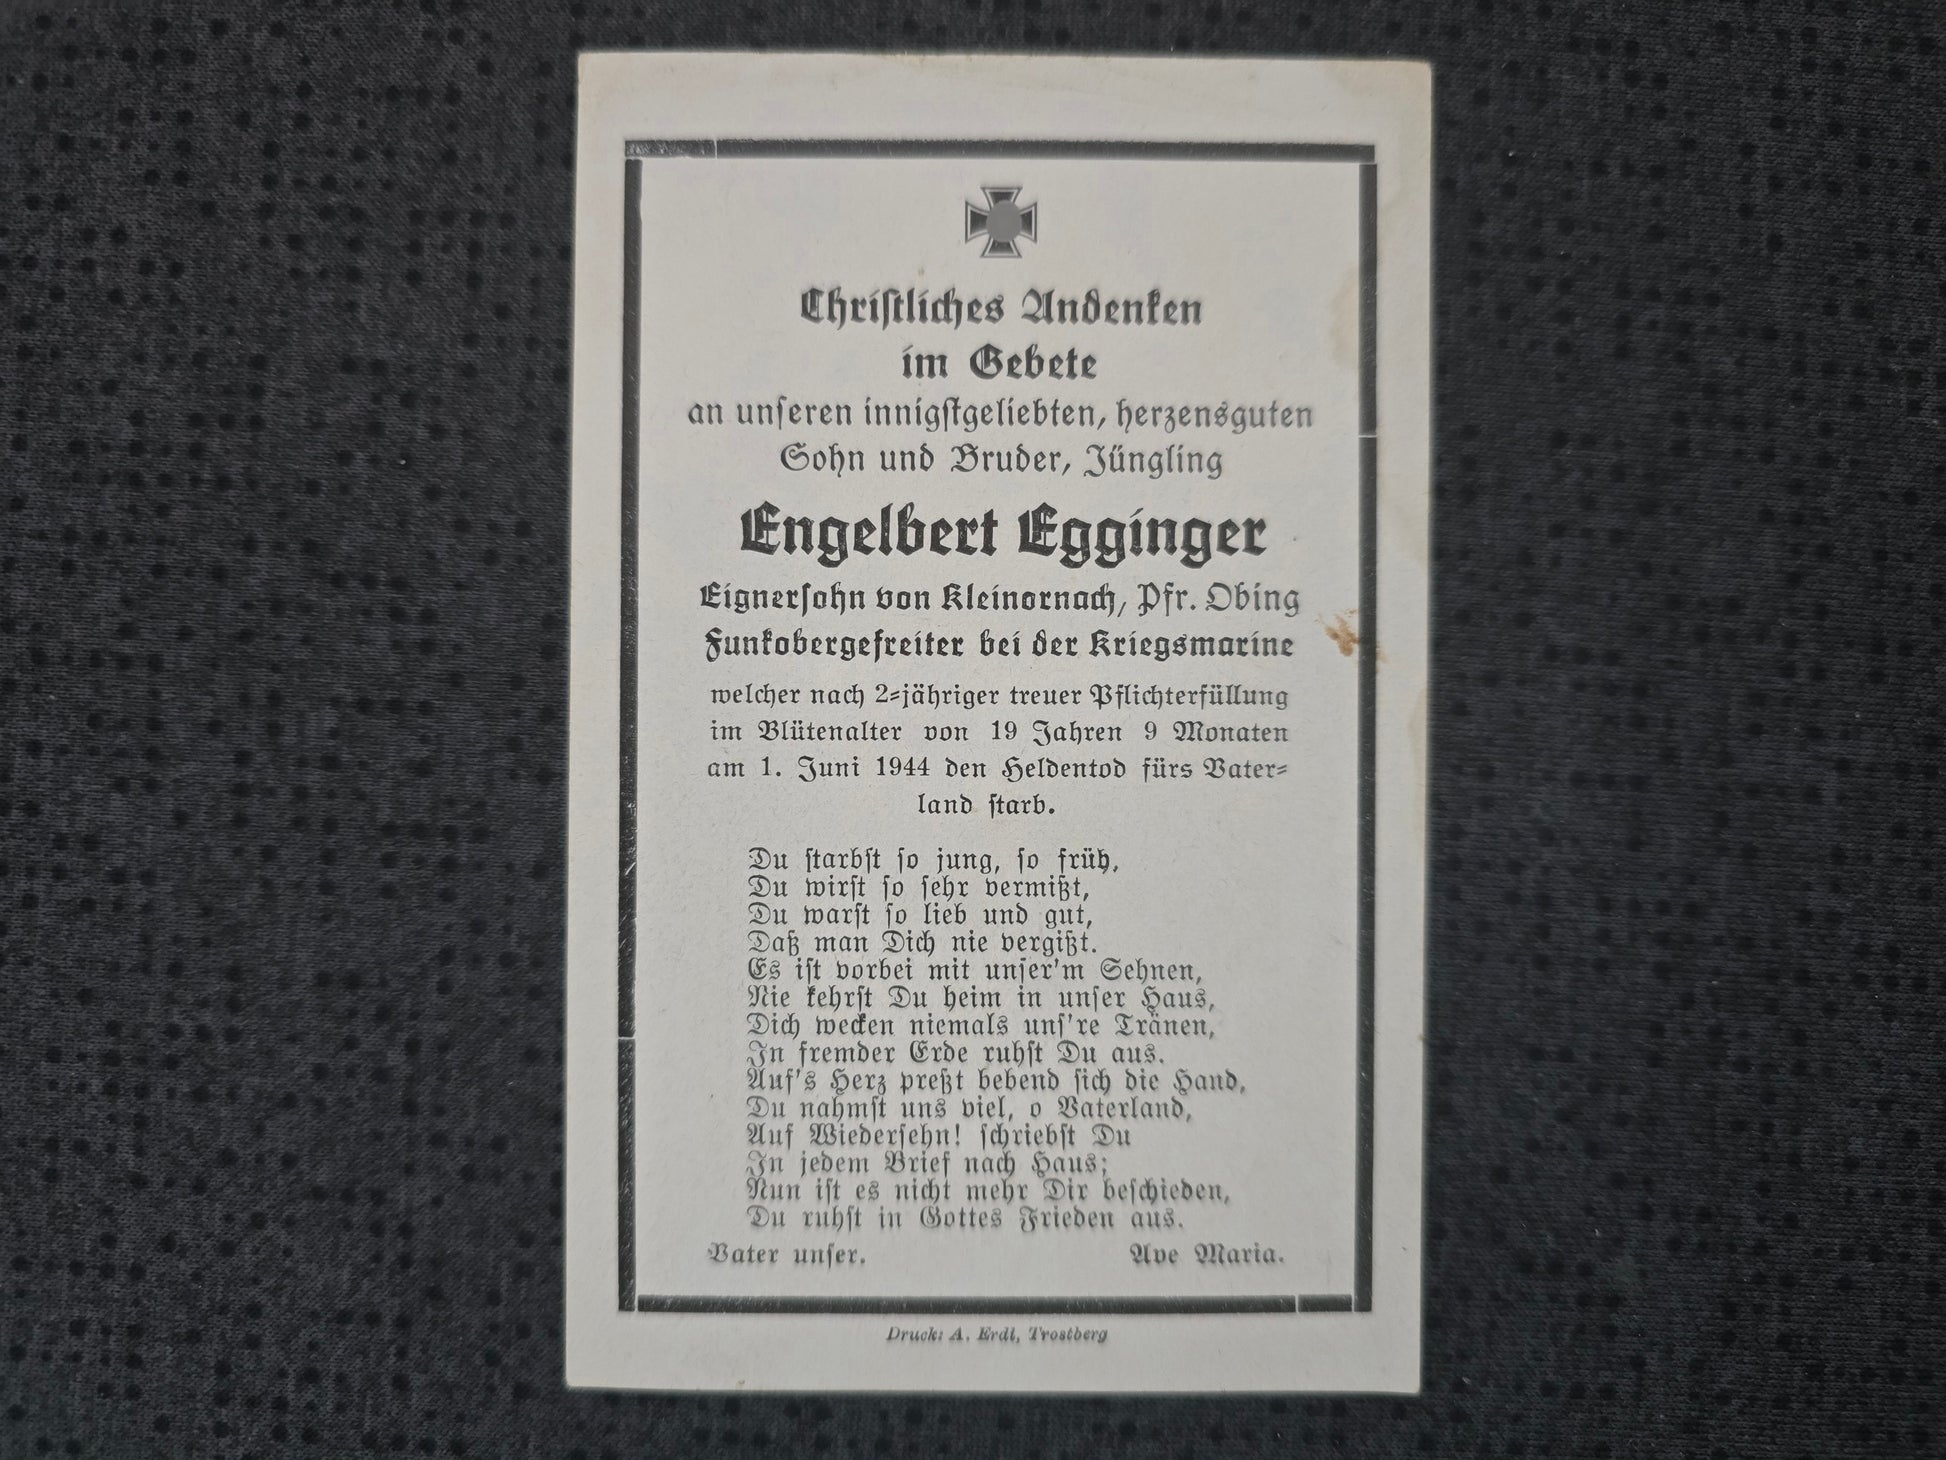 Christliches Andenken
im Gebete
an unseren innigstgeliebten, herzensguten
Sohn und Bruder, Jüngling
Engelbert Egginger
Eignersohn von Kleinornach, Pfr. Obing
Funkobergefreiter bei der Kriegsmarine
welcher nach 2-jähriger treuer Pflichterfüllung
im Blütenalter von 19 Jahren 9 Monaten
am 1. Juni 1944 den Heldentod fürs Vater-
land starb.
Du starbst so jung, so früh,
Du wirst so sehr vermißt,
Du warst so lieb und gut,
Daß man Dich nie vergißt.
Es ist vorbei mit unser'm Sehnen,
Nie kehrst Du heim in unser Haus,
Dich wecken niemals uns're Tränen,
In fremder Erde ruhst Du aus.
Auf's Herz preßt bebend sich die Hand,
Du nahmst uns viel, o Vaterland,
Auf Wiedersehn! schriebst Du
In jedem Brief nach Haus;
Nun ist es nicht mehr Dir beschieden,
Du ruhst in Gottes Frieden aus.
Vater unser. Ave Maria.
Druck: A. Erdl, Trostberg